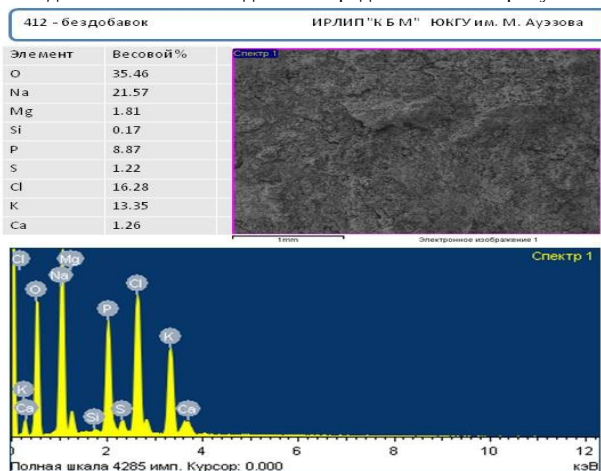 412 - бездобавок ИРЛИП "К Б М" ЮКГУ им. М. Ауэзова
Элемент Весовой%
O 35.46
Na 21.57
Mg 1.81
Si 0.17
P 8.87
S 1.22
Cl 16.28
K 13.35
Ca 1.26
Спектр 1
1mm Электронное изображение 1
Спектр 1
Cl Mg
Na
O
Cl
P
K
K
Ca Si S Ca
2 4 6 8 10 12
Полная шкала 4285 имп. Курсор: 0.000 кэВ